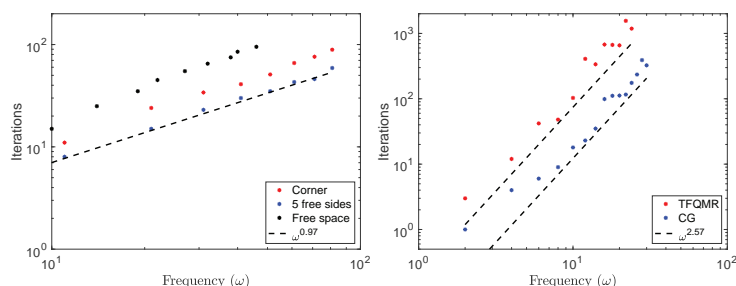 10^2
10^1
10^0
Iterations
10^1
10^2
Frequency (ω)
Corner
5 free sides
Free space
ω^0.97
10^3
10^2
10^1
10^0
Iterations
10^0
10^1
10^2
Frequency (ω)
TFQMR
CG
ω^2.57